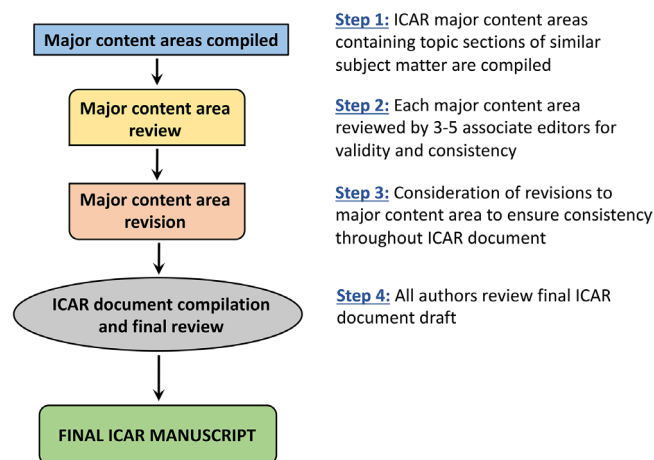 Major content areas compiled
Step 1: ICAR major content areas
containing topic sections of similar
subject matter are compiled
Major content area
review
Step 2: Each major content area
reviewed by 3-5 associate editors for
validity and consistency
Major content area
revision
Step 3: Consideration of revisions to
major content area to ensure consistency
throughout ICAR document
ICAR document compilation
and final review
Step 4: All authors review final ICAR
document draft
FINAL ICAR MANUSCRIPT